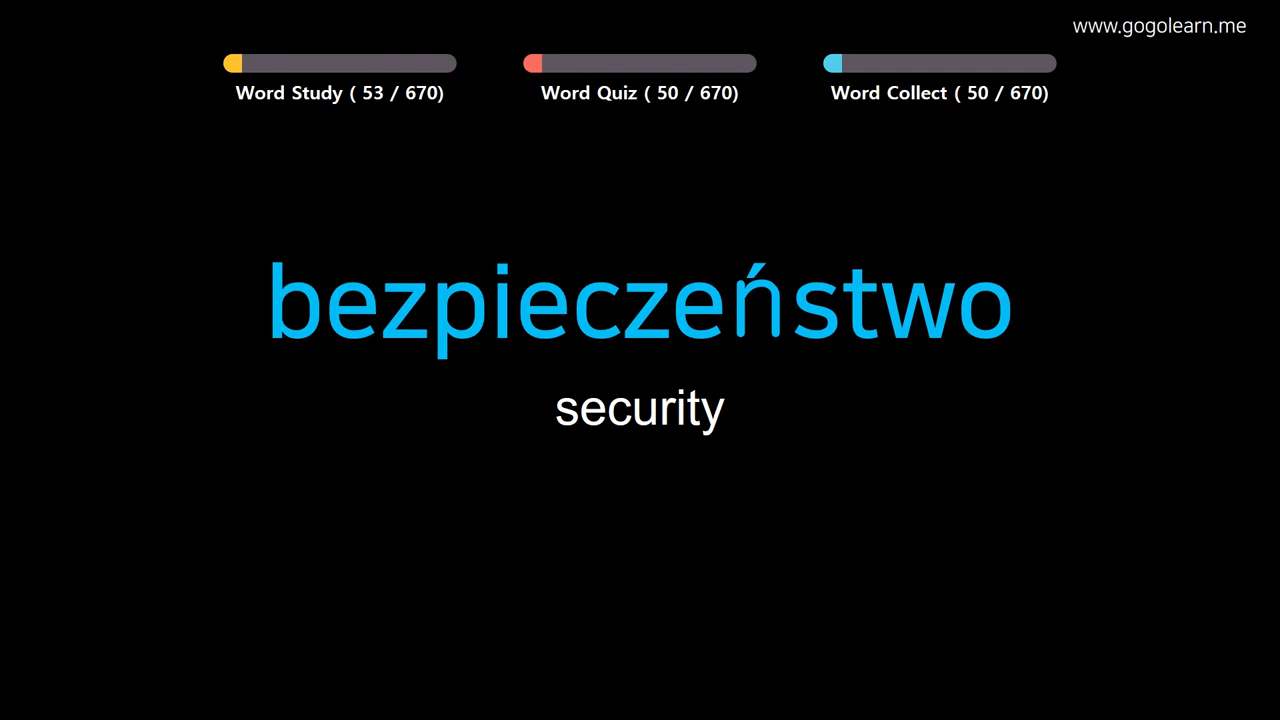 www.gogolearn.me
Word Study ( 53 / 670)
Word Quiz ( 50 / 670)
Word Collect ( 50 / 670)
bezpieczeństwo
security